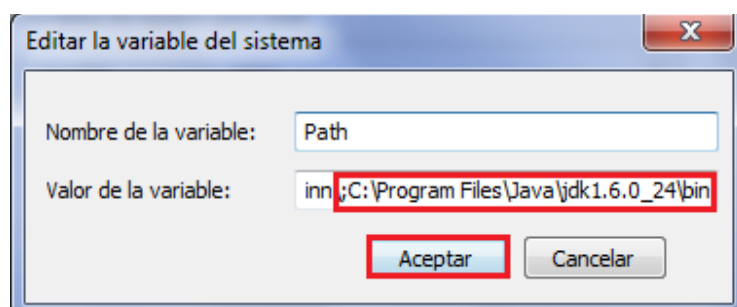 Editar la variable del sistema
Nombre de la variable: Path
Valor de la variable: inn\;C:\Program Files\Java\jdk1.6.0_24\bin
Aceptar Cancelar